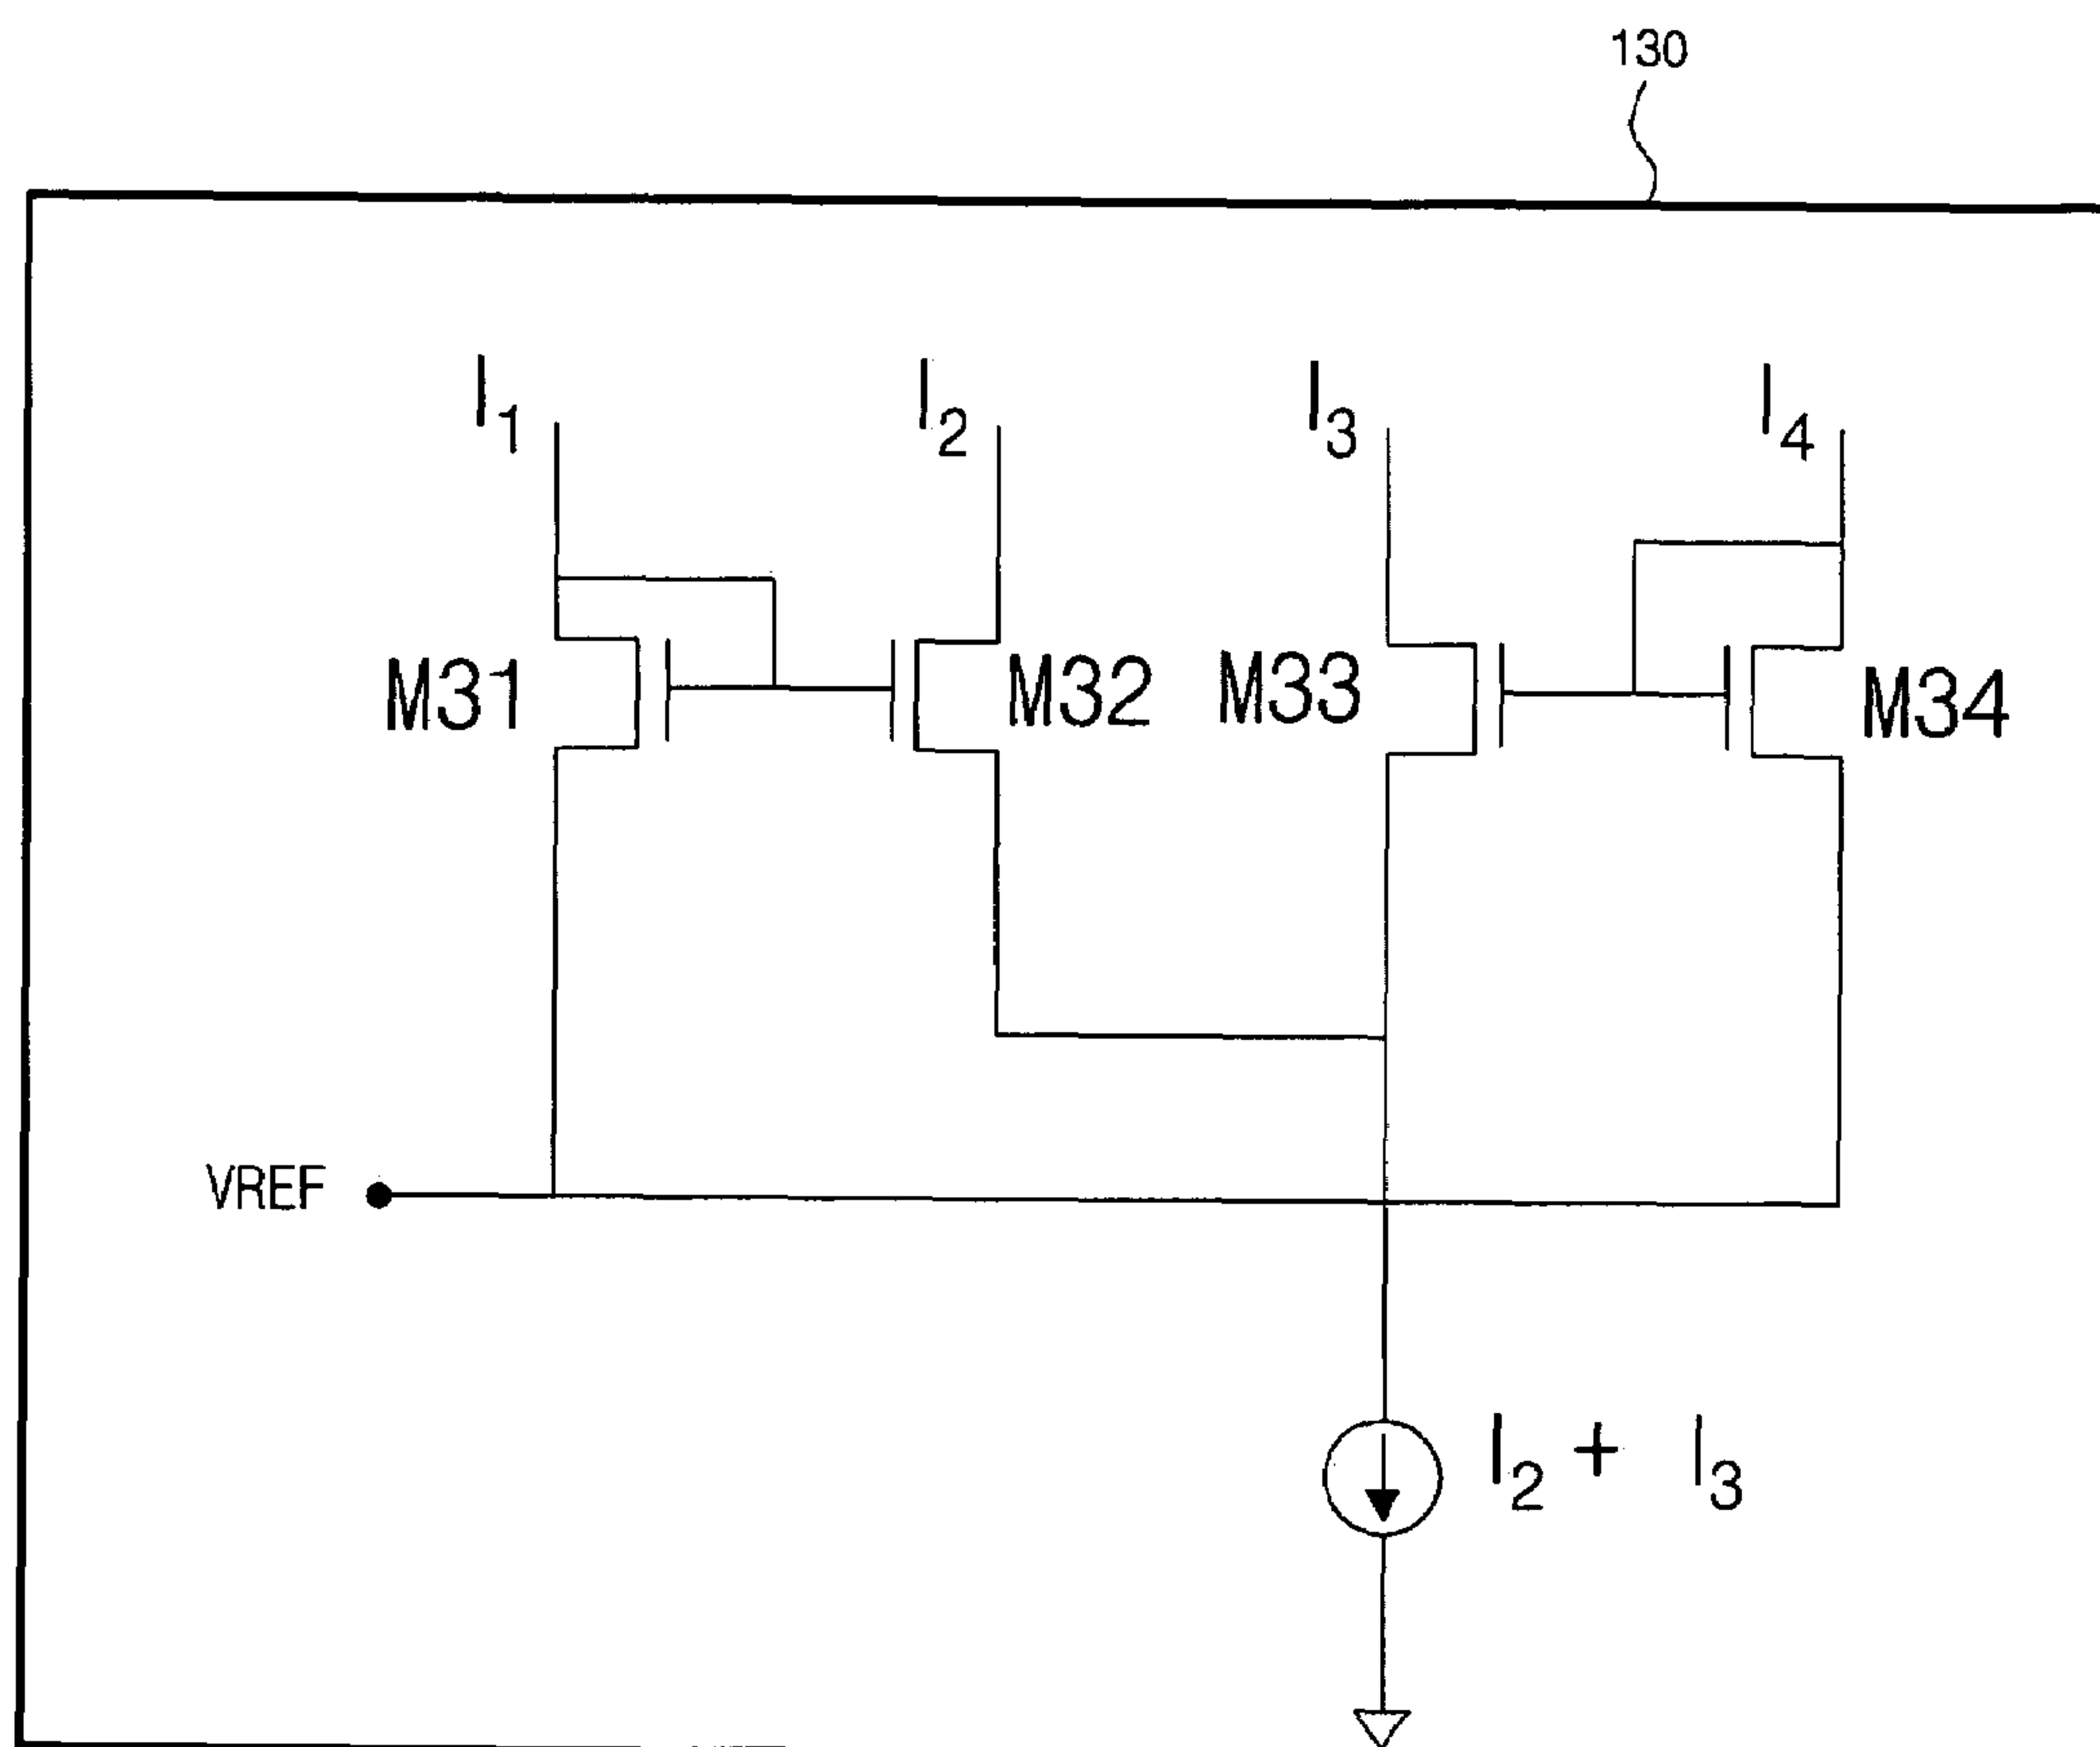 130
I₁ I₂ I₃ I₄
M31 M32 M33 M34
VREF
I₂ + I₃